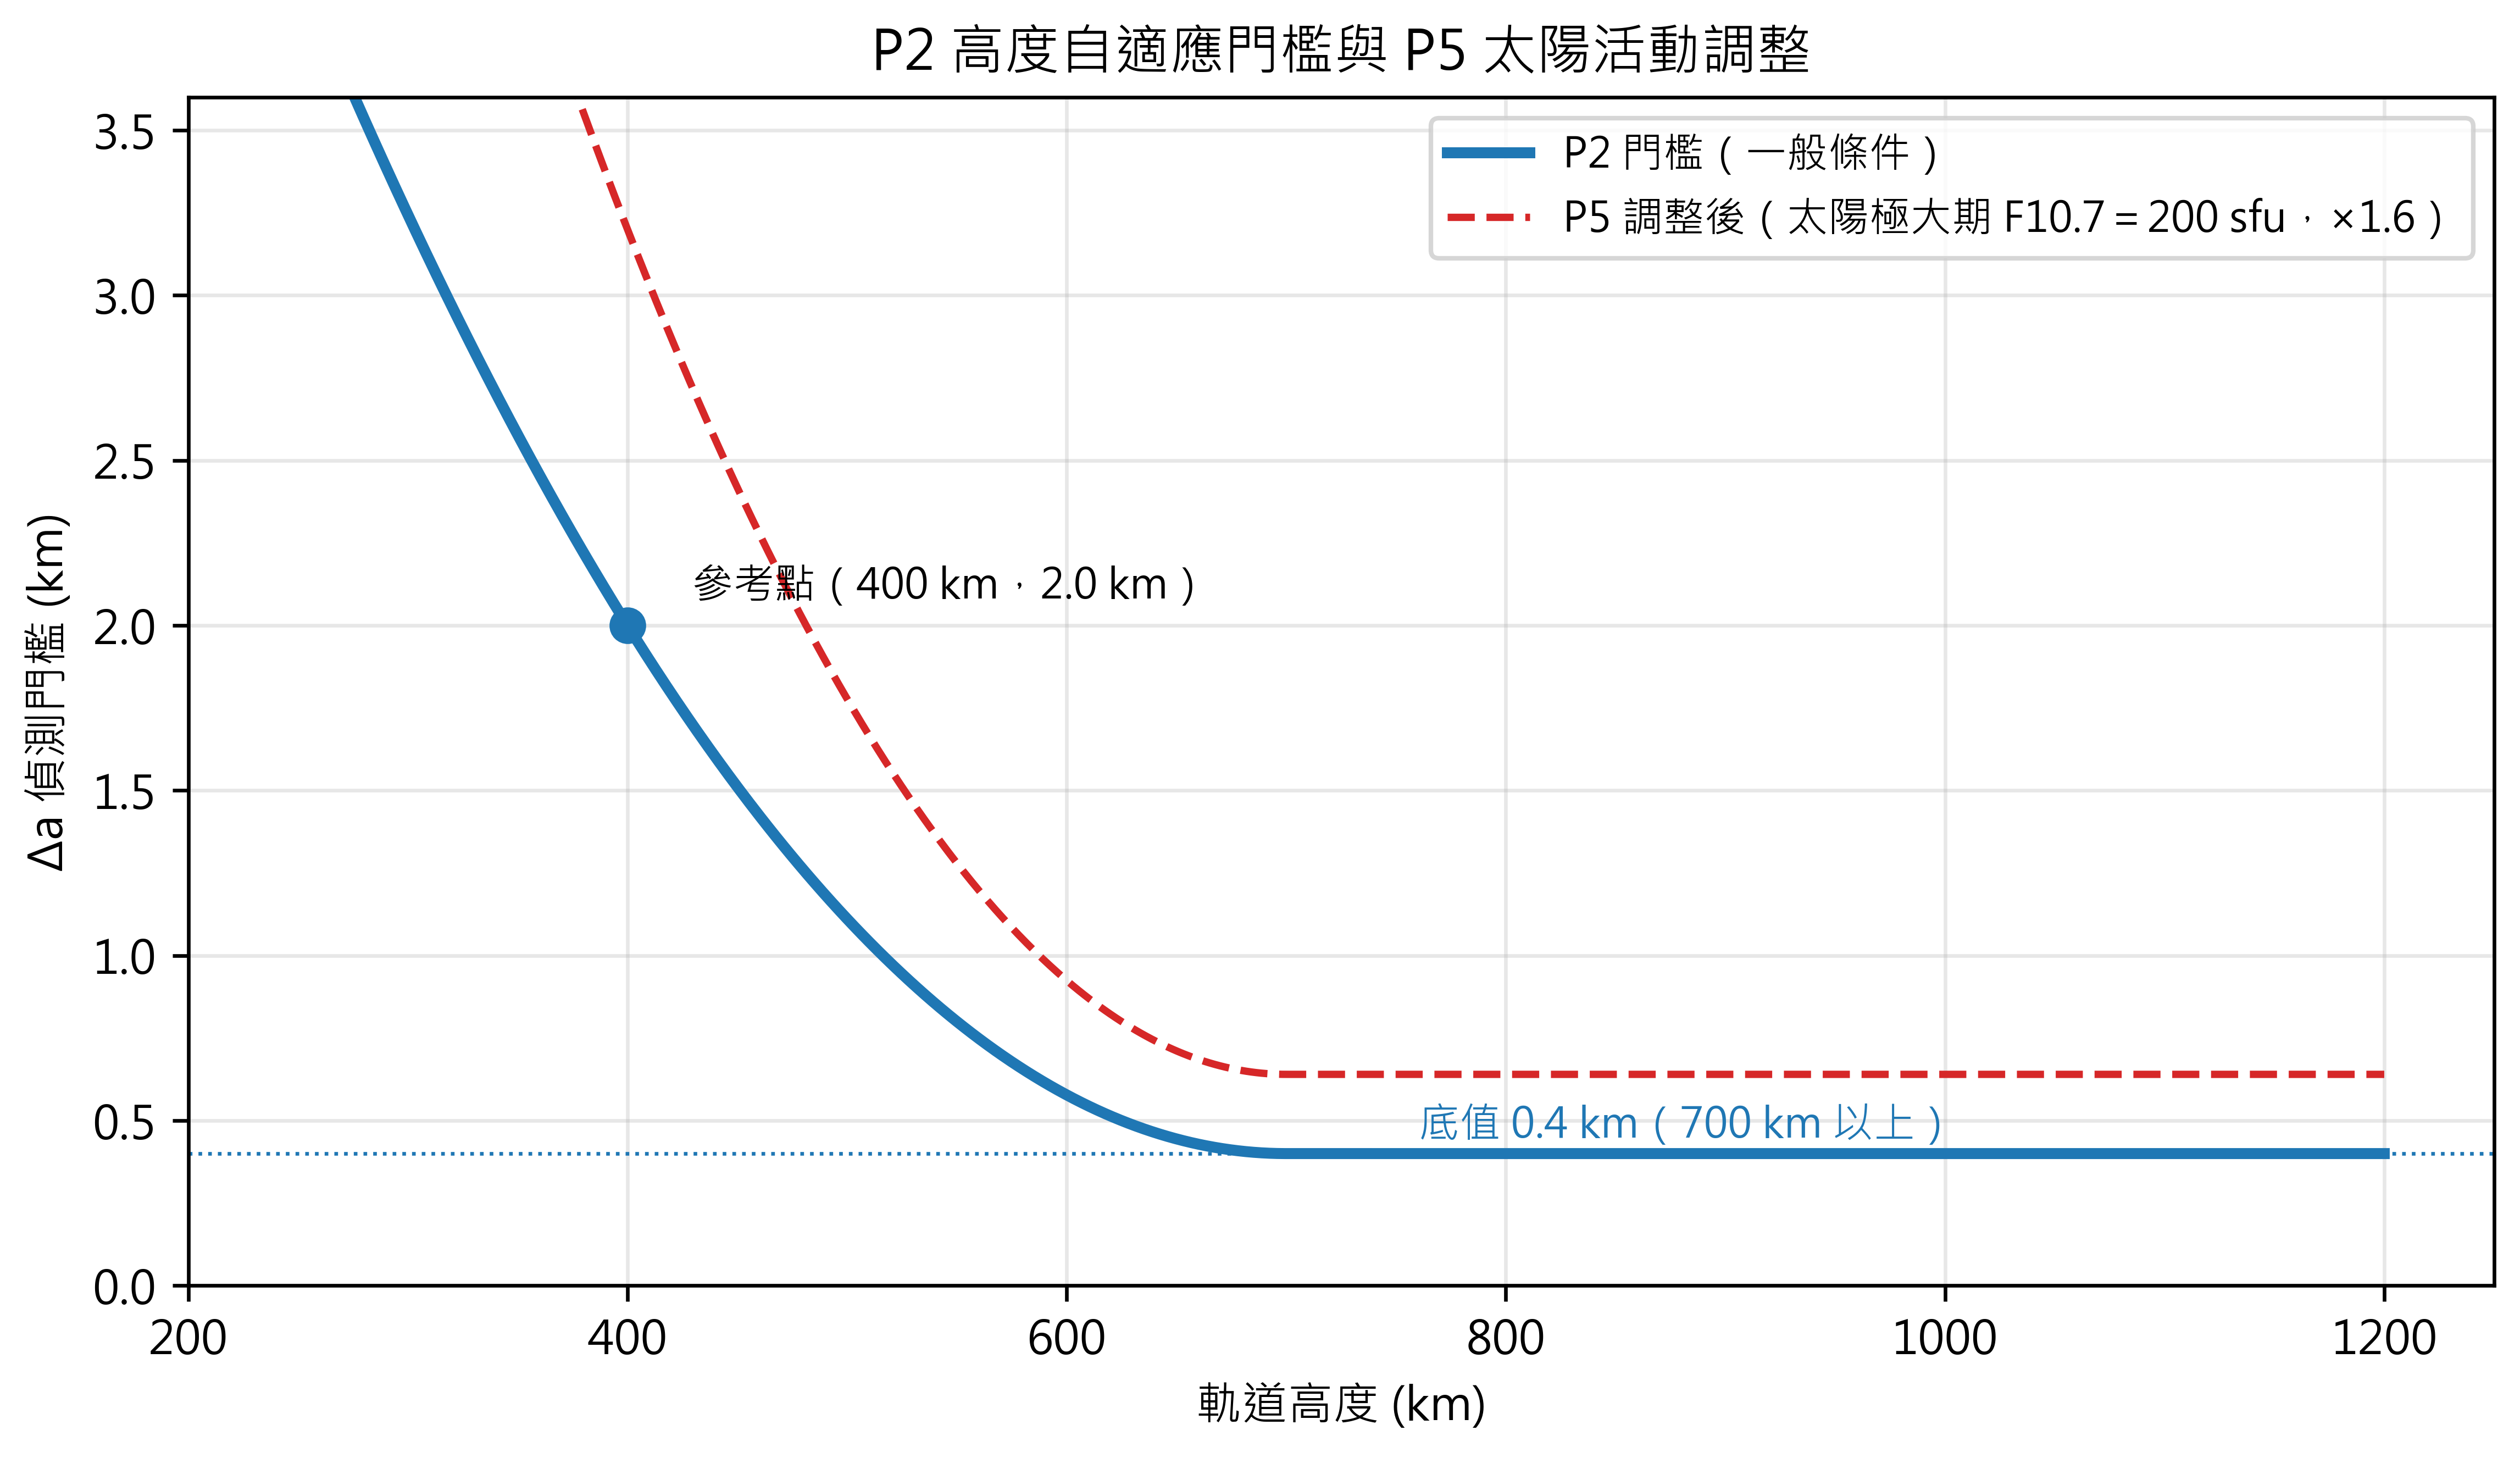 P2 高度自適應門檻與 P5 太陽活動調整
P2 門檻（一般條件）
P5 調整後（太陽極大期 F10.7 = 200 sfu，×1.6）
3.5
3.0
2.5
2.0
1.5
1.0
0.5
0.0
Δa 偵測門檻 (km)
參考點（400 km，2.0 km）
底值 0.4 km（700 km 以上）
200
400
600
800
1000
1200
軌道高度 (km)